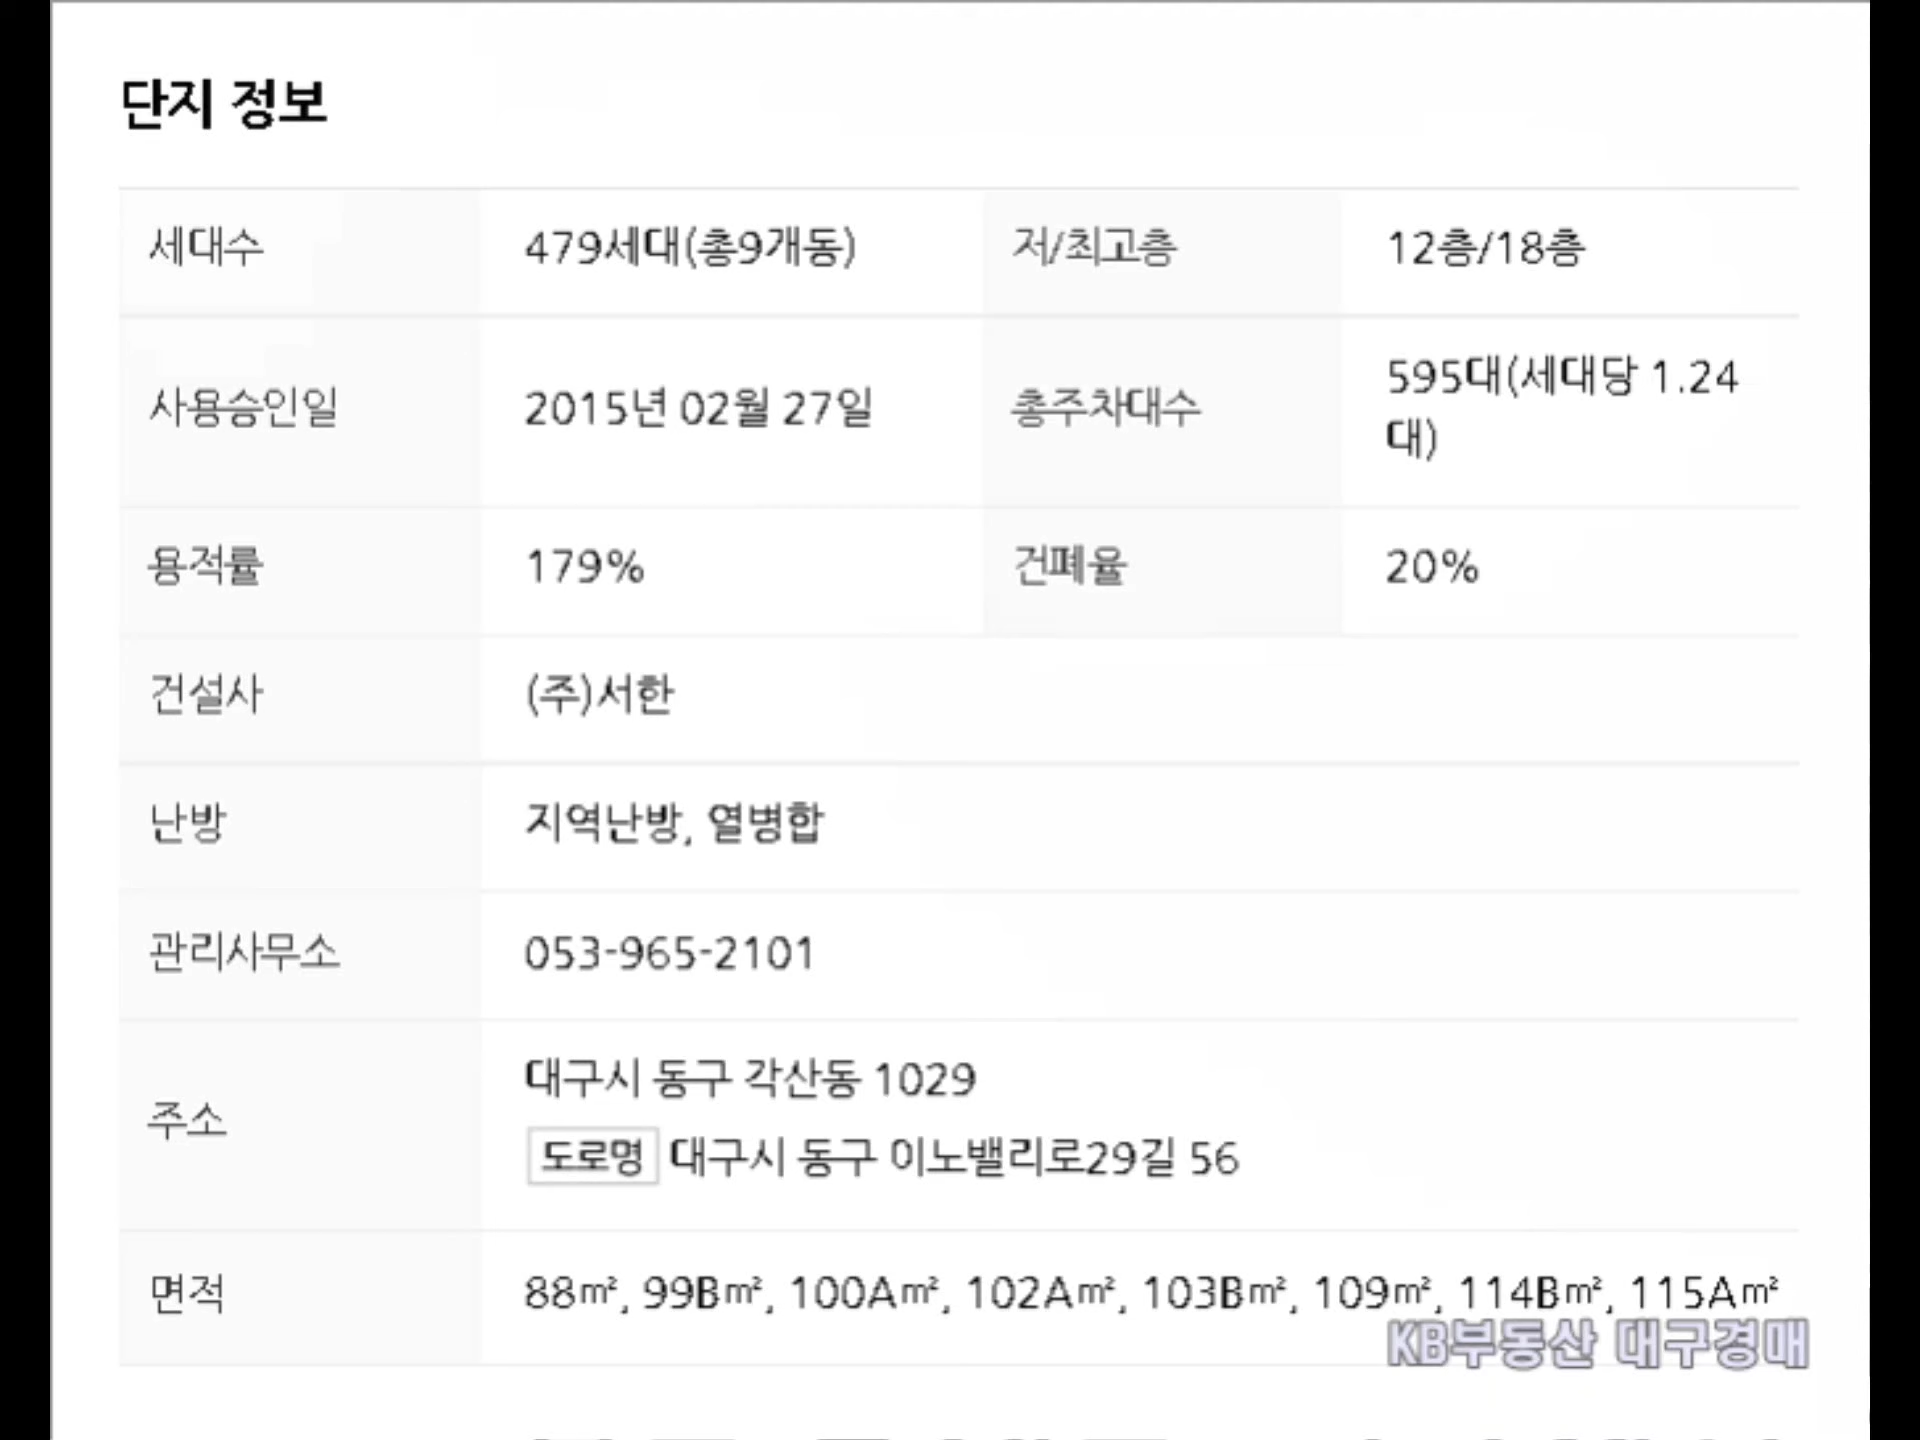 단지 정보
세대수 479세대(총9개동) 저/최고층 12층/18층
사용승인일 2015년 02월 27일 총주차대수 595대(세대당 1.24
대)
용적률 179% 건폐율 20%
건설사 (주)서한
난방 지역난방, 열병합
관리사무소 053-965-2101
주소 대구시 동구 각산동 1029
도로명 대구시 동구 이노밸리로29길 56
면적 88㎡, 99B㎡, 100A㎡, 102A㎡, 103B㎡, 109㎡, 114B㎡, 115A㎡
KB부동산 대구경매